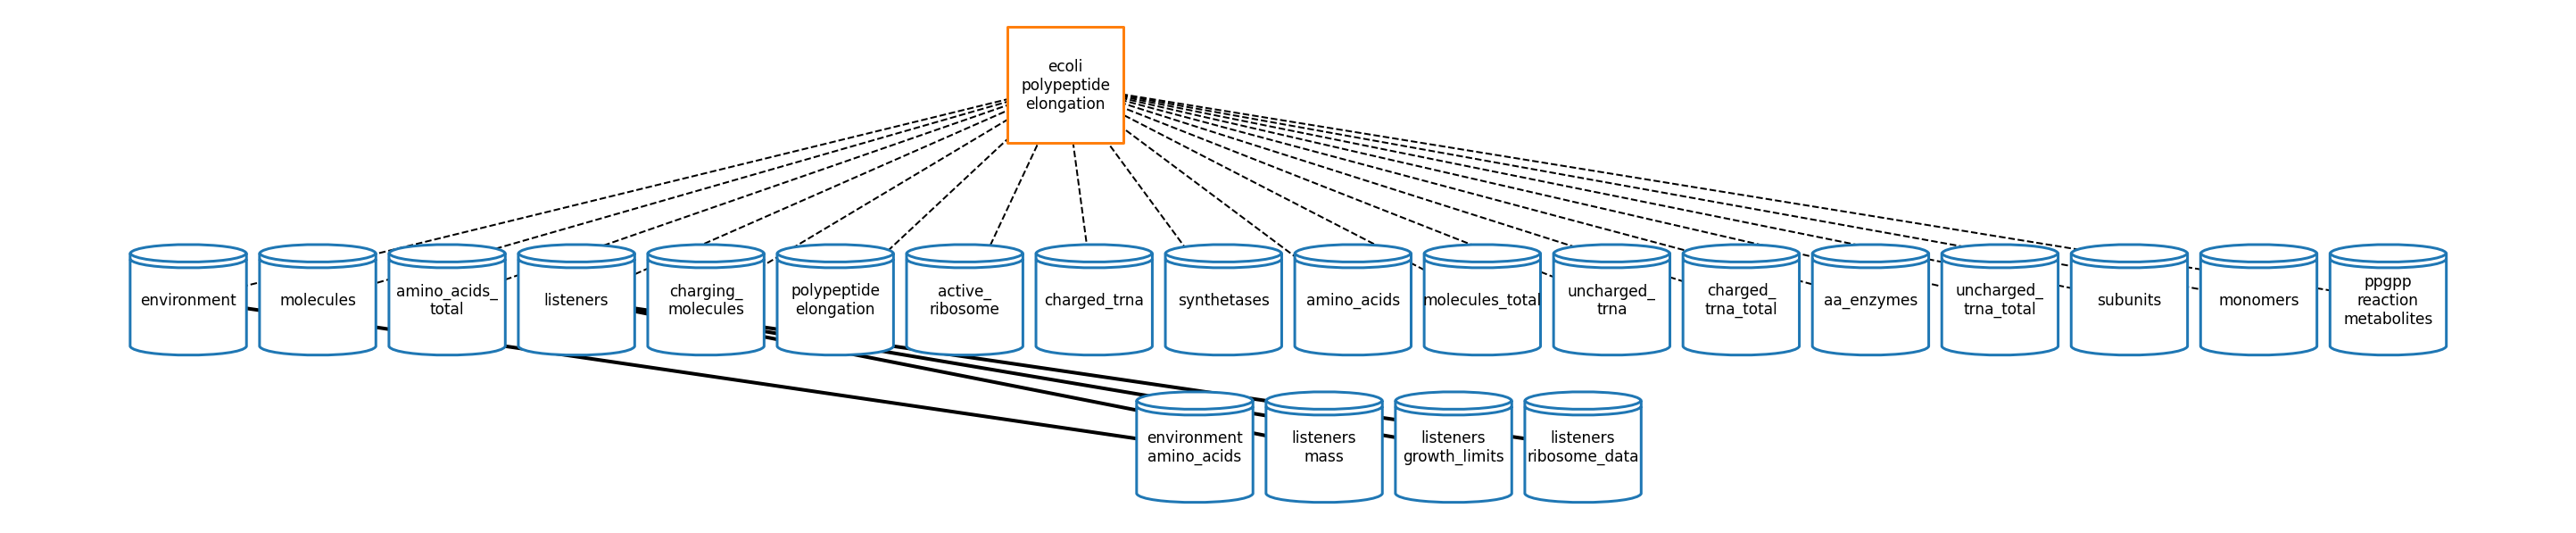 ecoli
polypeptide
elongation
environment
molecules
amino_acids_
total
listeners
charging_
molecules
polypeptide
elongation
active_
ribosome
charged_trna
synthetases
amino_acids
molecules_total
uncharged_
trna
charged_
trna_total
aa_enzymes
uncharged_
trna_total
subunits
monomers
ppgpp
reaction
metabolites
environment
amino_acids
listeners
mass
listeners
growth_limits
listeners
ribosome_data